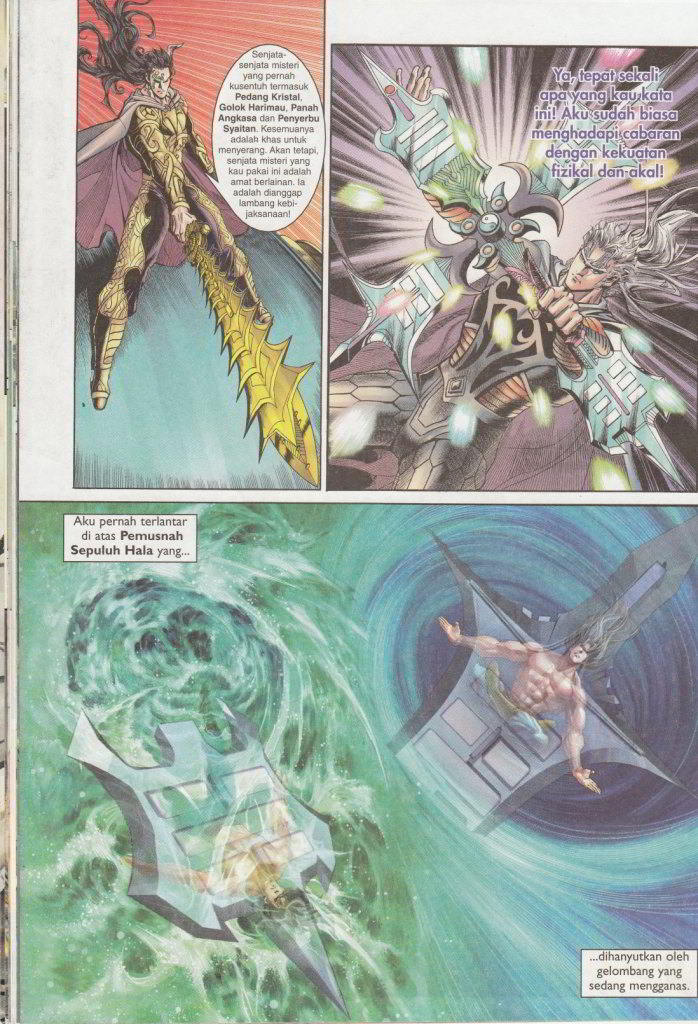 Senjata-
senjata misteri
yang pernah
kusentuh termasuk
Pedang Kristal,
Golok Harimau, Panah
Angkasa dan Penyerbu
Syaitan. Kesemuanya
adalah khas untuk
menyerang. Akan tetapi,
senjata misteri yang
kau pakai ini adalah
amat berlainan. Ia
adalah dianggap
lambang kebi-
jaksanaan!
Ya, tepat sekali
apa yang kau kata
ini! Aku sudah biasa
menghadapi cabaran
dengan kekuatan
fizikal dan akal!
Aku pernah terlantar
di atas Pemusnah
Sepuluh Hala yang...
...dihanyutkan oleh
gelombang yang
sedang mengganas.